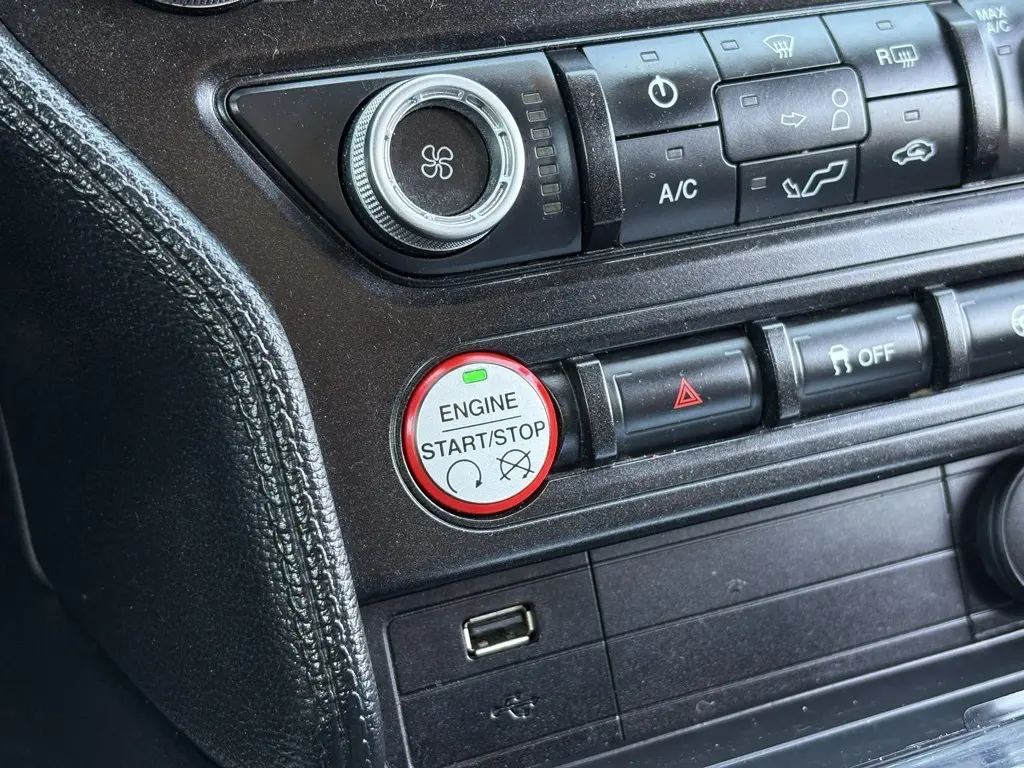 MAX
A/C
R
A/C
ENGINE
START/STOP
OFF